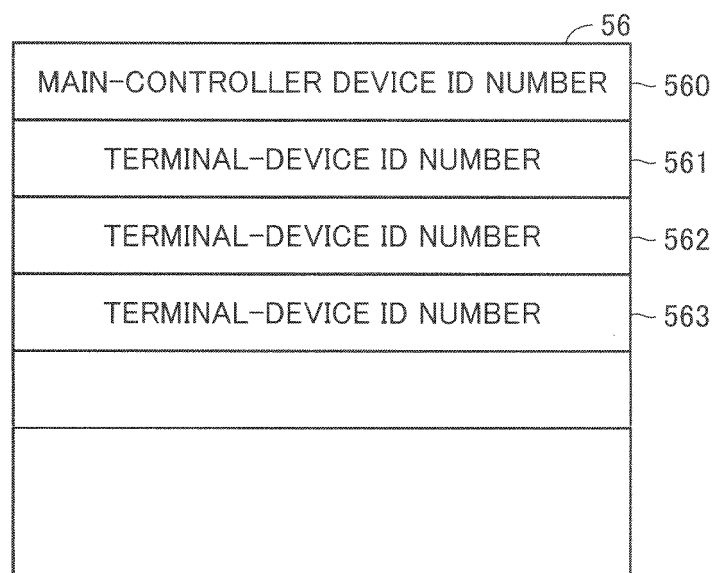 56
MAIN-CONTROLLER DEVICE ID NUMBER 560
TERMINAL-DEVICE ID NUMBER 561
TERMINAL-DEVICE ID NUMBER 562
TERMINAL-DEVICE ID NUMBER 563